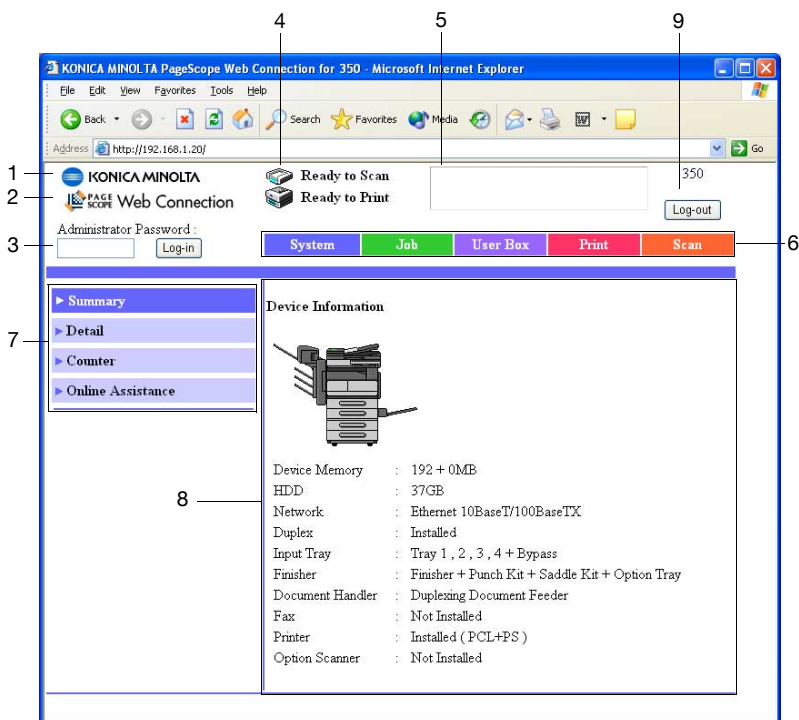 4 5 9
KONICA MINOLTA PageScope Web Connection for 350 - Microsoft Internet Explorer
File Edit View Favorites Tools Help
Back Search Favorites Media
Address http://192.168.1.20/ Go
1 KONICA MINOLTA Ready to Scan 350
2 PAGE SCOPE Web Connection Ready to Print
Log-out
Administrator Password :
3 Log-in System Job User Box Print Scan 6
Summary
Device Information
Detail
7
Counter
Online Assistance
Device Memory : 192 + 0MB
HDD : 37GB
8
Network : Ethernet 10BaseT/100BaseTX
Duplex : Installed
Input Tray : Tray 1 , 2 , 3 , 4 + Bypass
Finisher : Finisher + Punch Kit + Saddle Kit + Option Tray
Document Handler : Duplexing Document Feeder
Fax : Not Installed
Printer : Installed ( PCL+PS )
Option Scanner : Not Installed